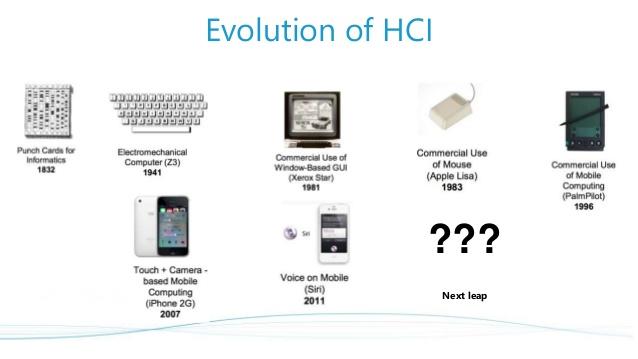 Evolution of HCI
Punch Cards for
Informatics
1832
Electromechanical
Computer (Z3)
1941
Commercial Use of
Window-Based GUI
(Xerox Star)
1981
Commercial Use
of Mouse
(Apple Lisa)
1983
Commercial Use
of Mobile
Computing
(PalmPilot)
1996
Touch + Camera -
based Mobile
Computing
(iPhone 2G)
2007
Siri
Voice on Mobile
(Siri)
2011
???
Next leap